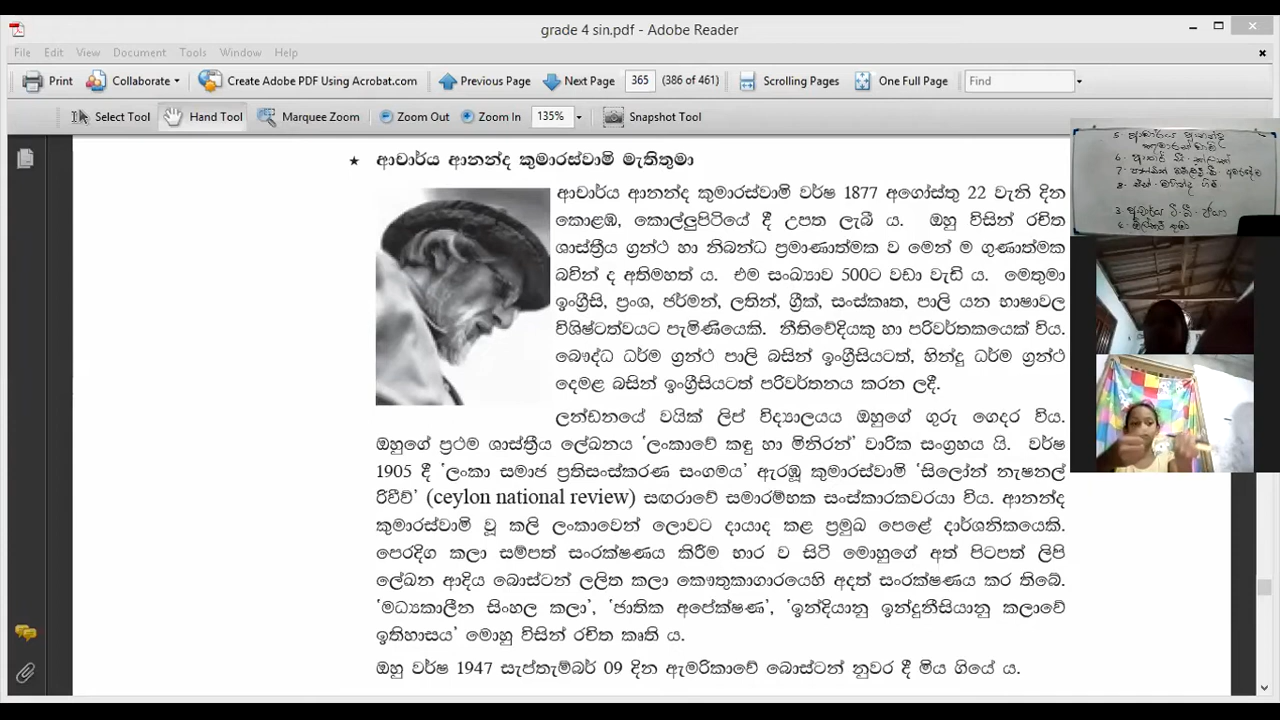 grade 4 sin.pdf - Adobe Reader
File Edit View Document Tools Window Help
Print Collaborate Create Adobe PDF Using Acrobat.com Previous Page Next Page 365 (386 of 461) Scrolling Pages One Full Page Find
Select Tool Hand Tool Marquee Zoom Zoom Out Zoom In 135% Snapshot Tool
★ ආචාර්ය ආනන්ද කුමාරස්වාමි මැතිතුමා
ආචාර්ය ආනන්ද කුමාරස්වාමි වර්ෂ 1877 අගෝස්තු 22 වැනි දින
කොළඹ, කොල්ලුපිටියේ දී උපත ලැබී ය. ඔහු විසින් රචිත
ශාස්ත්‍රීය ග්‍රන්ථ හා නිබන්ධ ප්‍රමාණාත්මක ව මෙන් ම ගුණාත්මක
බවින් ද අතිමහත් ය. එම සංඛ්‍යාව 500ට වඩා වැඩි ය. මෙතුමා
ඉංග්‍රීසි, ප්‍රංශ, ජර්මන්, ලතින්, ග්‍රීක්, සංස්කෘත, පාලි යන භාෂාවල
විශිෂ්ටත්වයට පැමිණියෙකි. නීතිවේදියකු හා පරිවර්තකයෙක් විය.
බෞද්ධ ධර්ම ග්‍රන්ථ පාලි බසින් ඉංග්‍රීසියටත්, හින්දු ධර්ම ග්‍රන්ථ
දෙමළ බසින් ඉංග්‍රීසියටත් පරිවර්තනය කරන ලදී.
ලන්ඩනයේ වයික් ලිප් විද්‍යාලයය ඔහුගේ ගුරු ගෙදර විය.
ඔහුගේ ප්‍රථම ශාස්ත්‍රීය ලේඛනය 'ලංකාවේ කඳු හා මිනිරන්' වාරික සංග්‍රහය යි. වර්ෂ
1905 දී 'ලංකා සමාජ ප්‍රතිසංස්කරණ සංගමය' ඇරඹූ කුමාරස්වාමි 'සිලෝන් නැෂනල්
රිවීව්' (ceylon national review) සඟරාවේ සමාරම්භක සංස්කාරකවරයා විය. ආනන්ද
කුමාරස්වාමි වූ කලි ලංකාවෙන් ලොවට දායාද කළ ප්‍රමුඛ පෙළේ දාර්ශනිකයෙකි.
පෙරදිග කලා සම්පත් සංරක්ෂණය කිරීම භාර ව සිටි මොහුගේ අත් පිටපත් ලිපි
ලේඛන ආදිය බොස්ටන් ලලිත කලා කෞතුකාගාරයෙහි අදත් සංරක්ෂණය කර තිබේ.
'මධ්‍යකාලීන සිංහල කලා', 'ජාතික අපේක්ෂණ', 'ඉන්දියානු ඉන්දුනීසියානු කලාවේ
ඉතිහාසය' මොහු විසින් රචිත කෘති ය.
ඔහු වර්ෂ 1947 සැප්තැම්බර් 09 දින ඇමරිකාවේ බොස්ටන් නුවර දී මිය ගියේ ය.
5 ආචාර්ය ආනන්ද
කුමාරස්වාමි